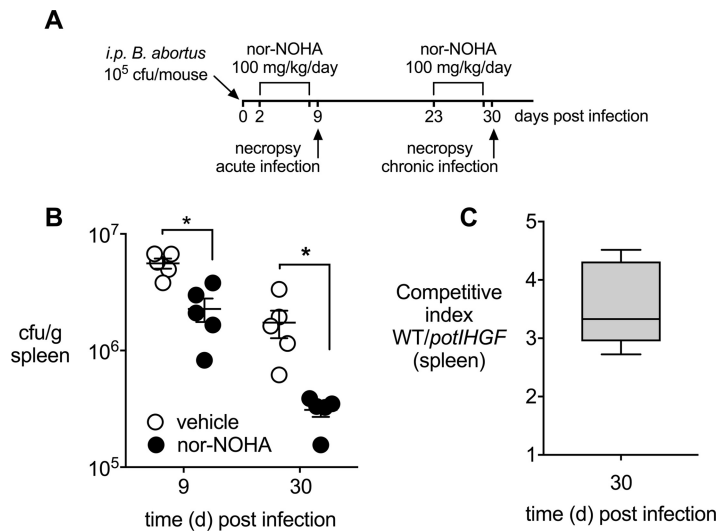 A
i.p. B. abortus
10⁵ cfu/mouse
nor-NOHA
100 mg/kg/day
nor-NOHA
100 mg/kg/day
0 2 9 23 30 days post infection
necropsy
acute infection
necropsy
chronic infection
B
10⁷
10⁶
10⁵
cfu/g
spleen
*
*
vehicle
nor-NOHA
9 30
time (d) post infection
C
5
4
3
2
1
Competitive
index
WT/potIHGF
(spleen)
30
time (d) post infection